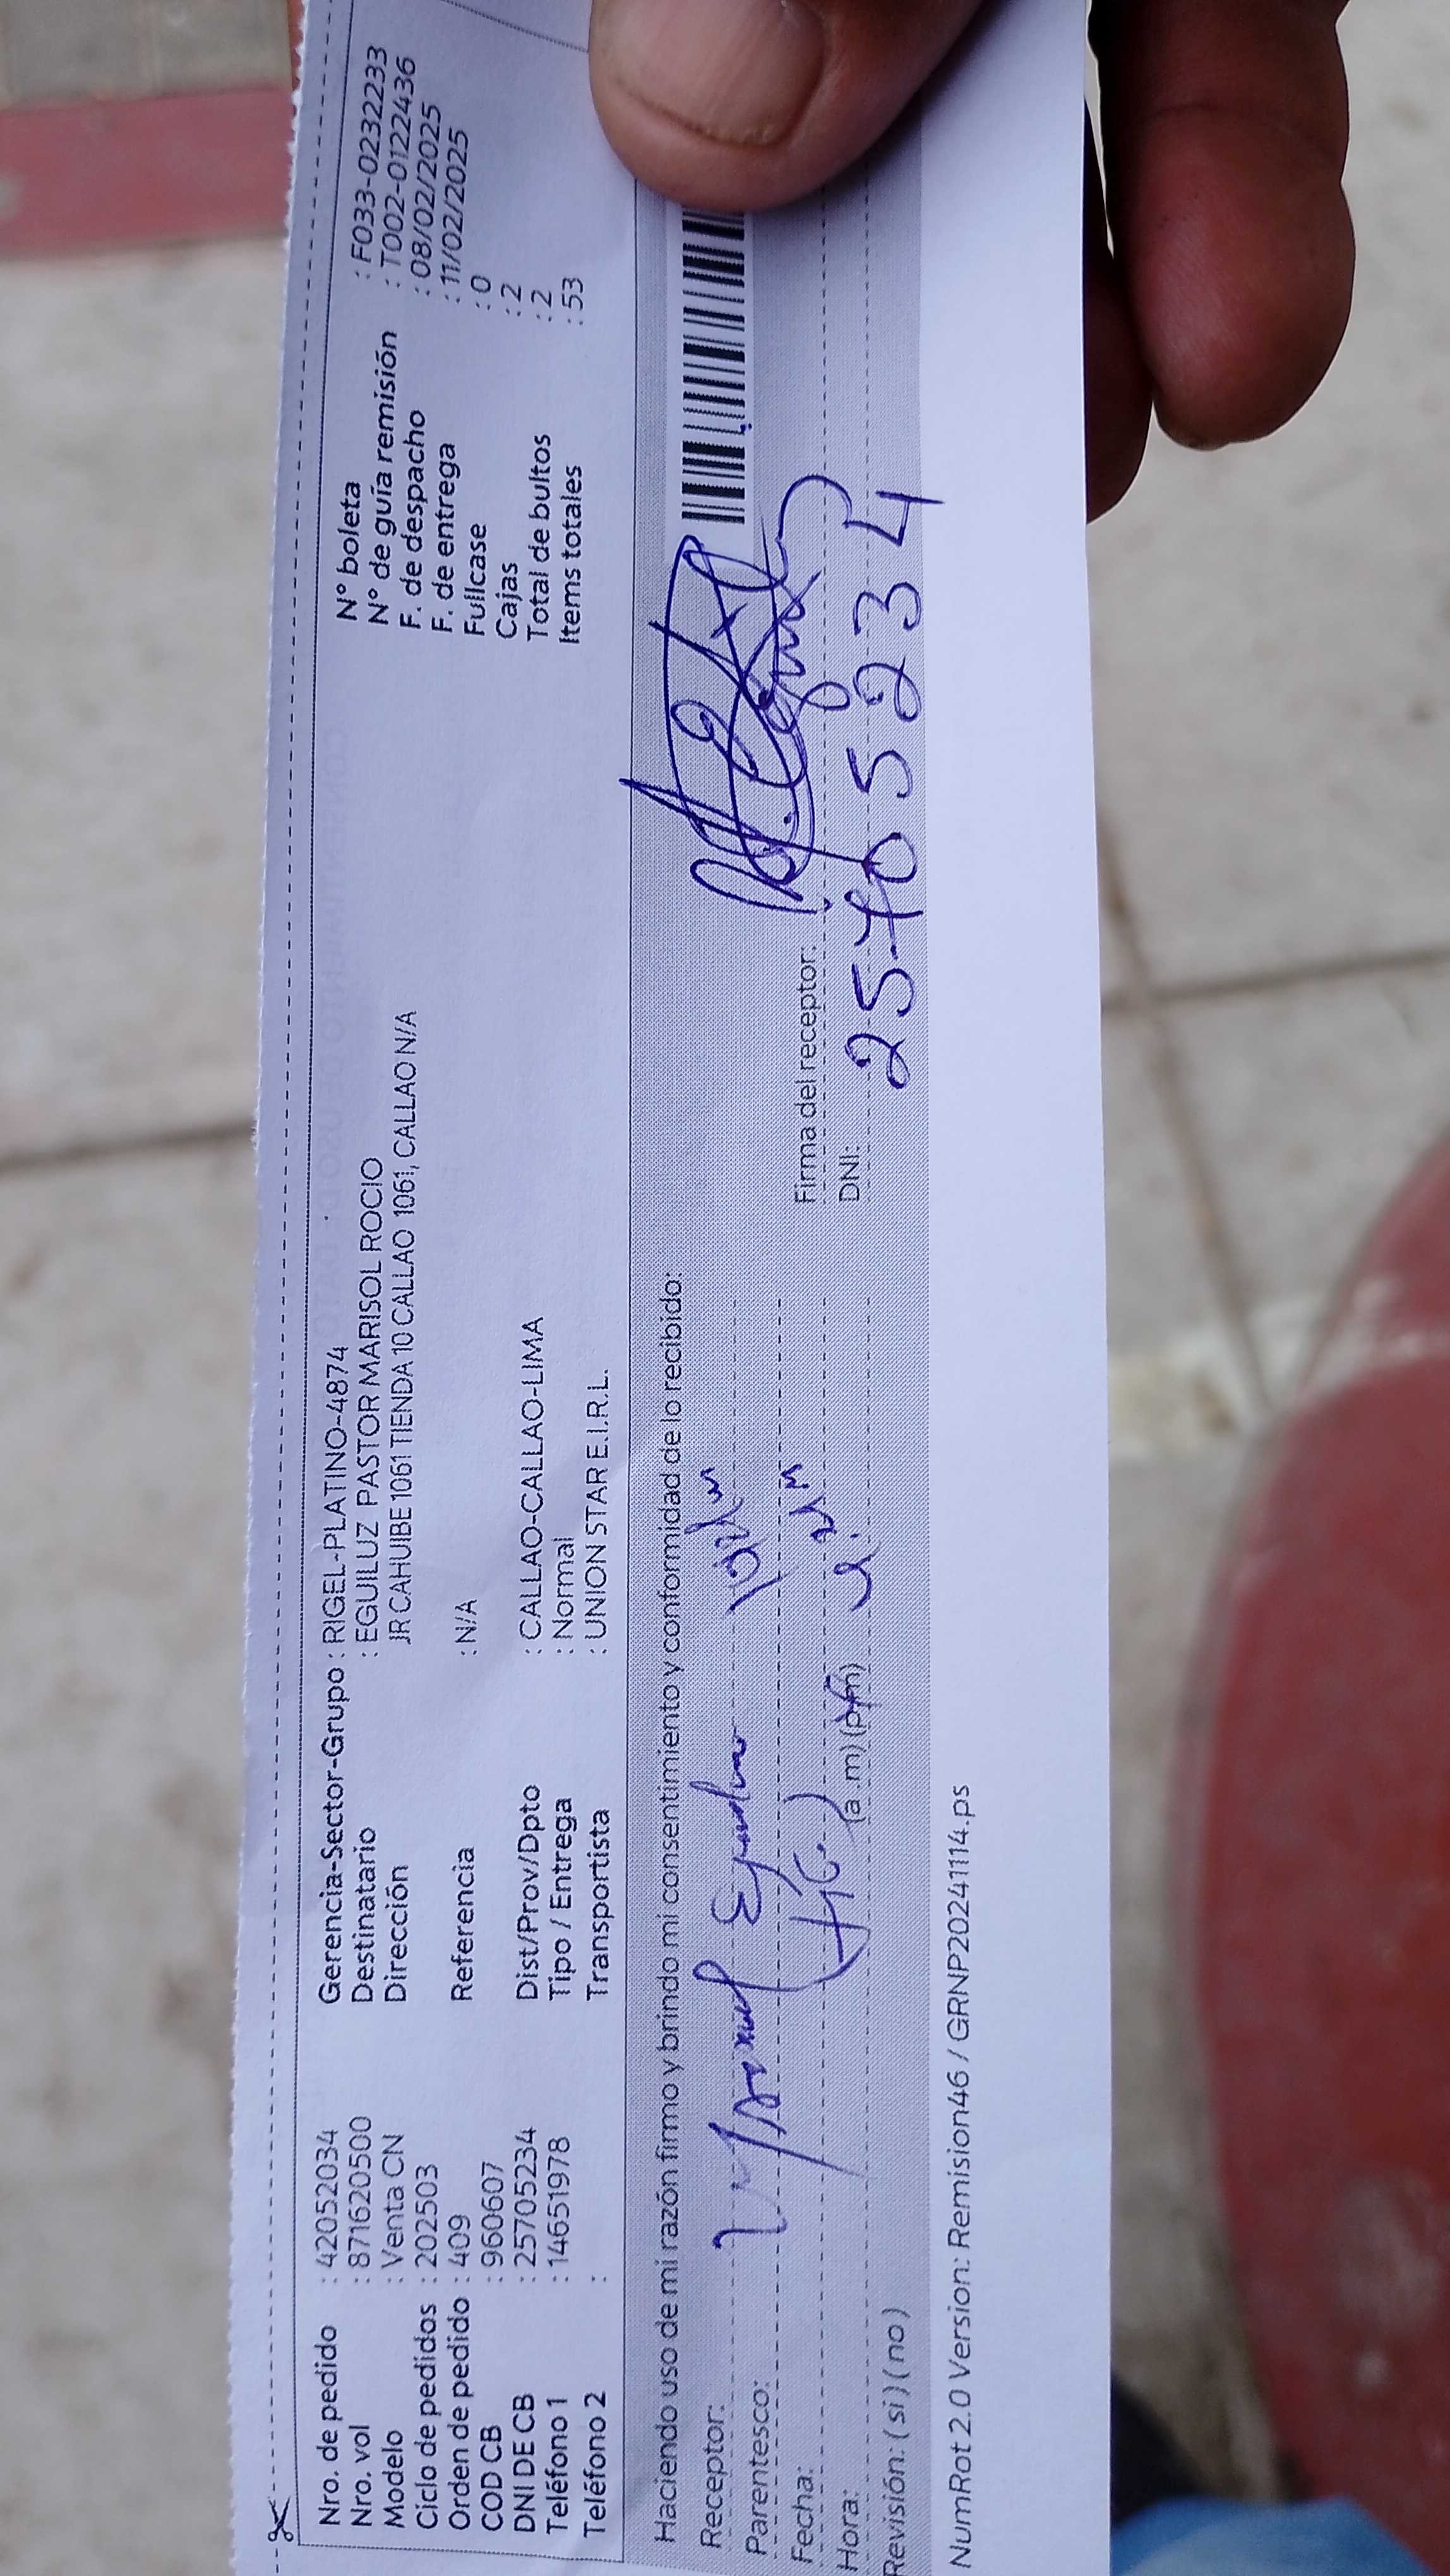 Nro. de pedido : 42052034 Gerencia-Sector-Grupo : RIGEL-PLATINO-4874 N° boleta : F033-0232233
Nro. vol : 871620500 Destinatario : EGUILUZ PASTOR MARISOL ROCIO N° de guía remisión : T002-0122436
Modelo : Venta CN Dirección JR CAHUIBE 1061 TIENDA 10 CALLAO 1061, CALLAO N/A F. de despacho : 08/02/2025
Ciclo de pedidos : 202503 F. de entrega : 11/02/2025
Orden de pedido : 409 Referencia : N/A Fullcase : 0
COD CB : 960607 Cajas : 2
DNI DE CB : 25705234 Dist/Prov/Dpto : CALLAO-CALLAO-LIMA Total de bultos : 2
Teléfono 1 : 14651978 Tipo / Entrega : Normal Items totales : 53
Teléfono 2 : Transportista : UNION STAR E.I.R.L.
Haciendo uso de mi razón firmo y brindo mi consentimiento y conformidad de lo recibido:
Receptor:
Parentesco:
Fecha: Firma del receptor:
Hora: (a.m) (p.m) DNI: 25705234
Revisión: ( si ) ( no )
NumRot 2.0 Version: Remision46 / GRNP20241114.ps